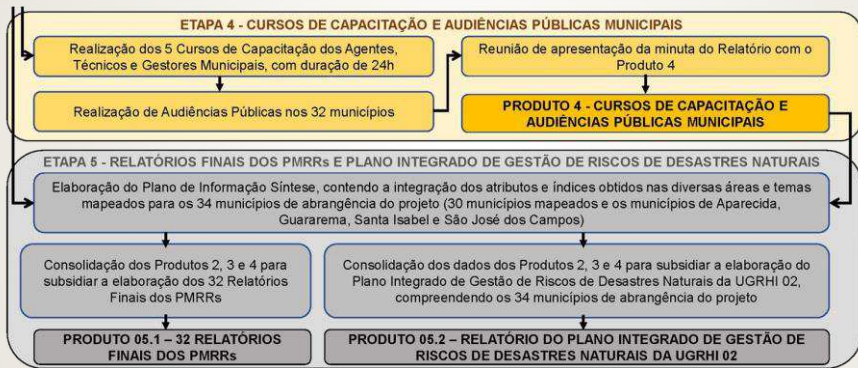 ETAPA 4 - CURSOS DE CAPACITAÇÃO E AUDIÊNCIAS PÚBLICAS MUNICIPAIS
Realização dos 5 Cursos de Capacitação dos Agentes,
Técnicos e Gestores Municipais, com duração de 24h
Realização de Audiências Públicas nos 32 municípios
Reunião de apresentação da minuta do Relatório com o
Produto 4
PRODUTO 4 - CURSOS DE CAPACITAÇÃO E
AUDIÊNCIAS PÚBLICAS MUNICIPAIS
ETAPA 5 - RELATÓRIOS FINAIS DOS PMRRs E PLANO INTEGRADO DE GESTÃO DE RISCOS DE DESASTRES NATURAIS
Elaboração do Plano de Informação Síntese, contendo a integração dos atributos e índices obtidos nas diversas áreas e temas
mapeados para os 34 municípios de abrangência do projeto (30 municípios mapeados e os municípios de Aparecida,
Guararema, Santa Isabel e São José dos Campos)
Consolidação dos Produtos 2, 3 e 4 para
subsidiar a elaboração dos 32 Relatórios
Finais dos PMRRs
Consolidação dos dados dos Produtos 2, 3 e 4 para subsidiar a elaboração do
Plano Integrado de Gestão de Riscos de Desastres Naturais da UGRHI 02,
compreendendo os 34 municípios de abrangência do projeto
PRODUTO 05.1 – 32 RELATÓRIOS
FINAIS DOS PMRRs
PRODUTO 05.2 – RELATÓRIO DO PLANO INTEGRADO DE GESTÃO DE
RISCOS DE DESASTRES NATURAIS DA UGRHI 02